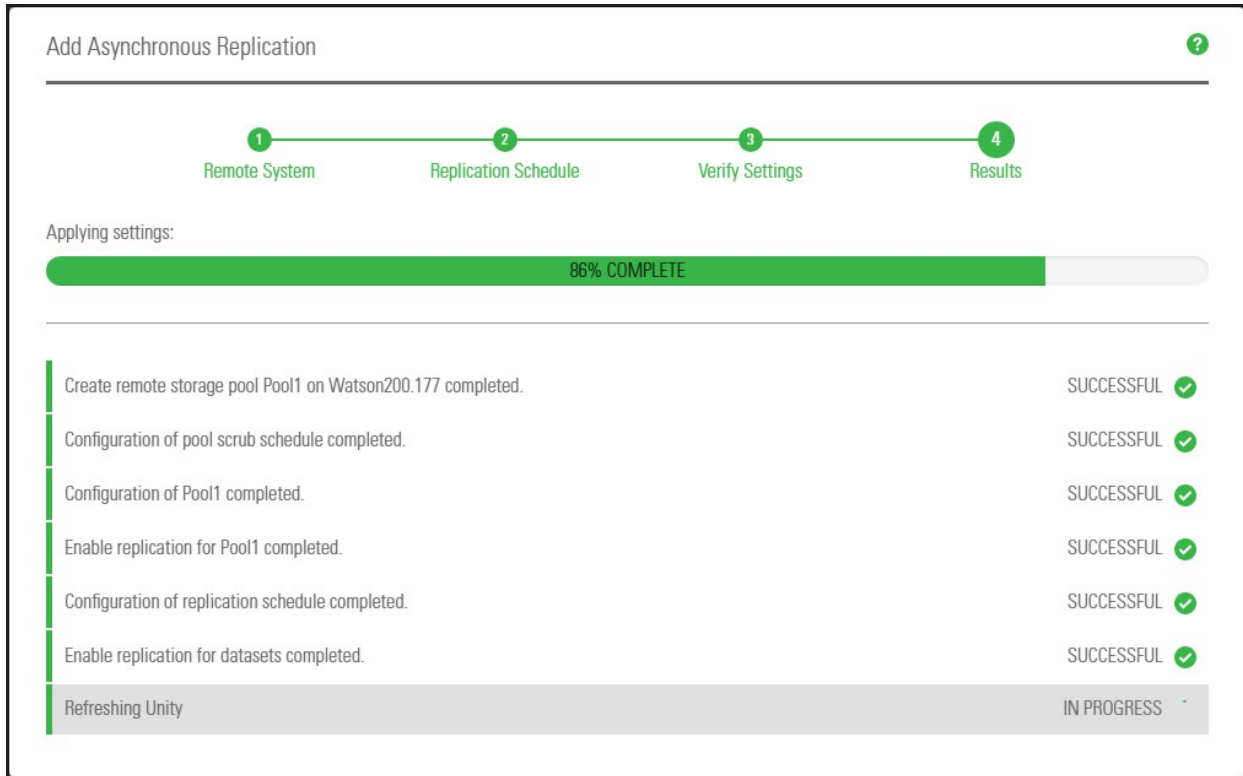 Add Asynchronous Replication
?
1 2 3 4
Remote System Replication Schedule Verify Settings Results
Applying settings:
86% COMPLETE
Create remote storage pool Pool1 on Watson200.177 completed. SUCCESSFUL
Configuration of pool scrub schedule completed. SUCCESSFUL
Configuration of Pool1 completed. SUCCESSFUL
Enable replication for Pool1 completed. SUCCESSFUL
Configuration of replication schedule completed. SUCCESSFUL
Enable replication for datasets completed. SUCCESSFUL
Refreshing Unity IN PROGRESS